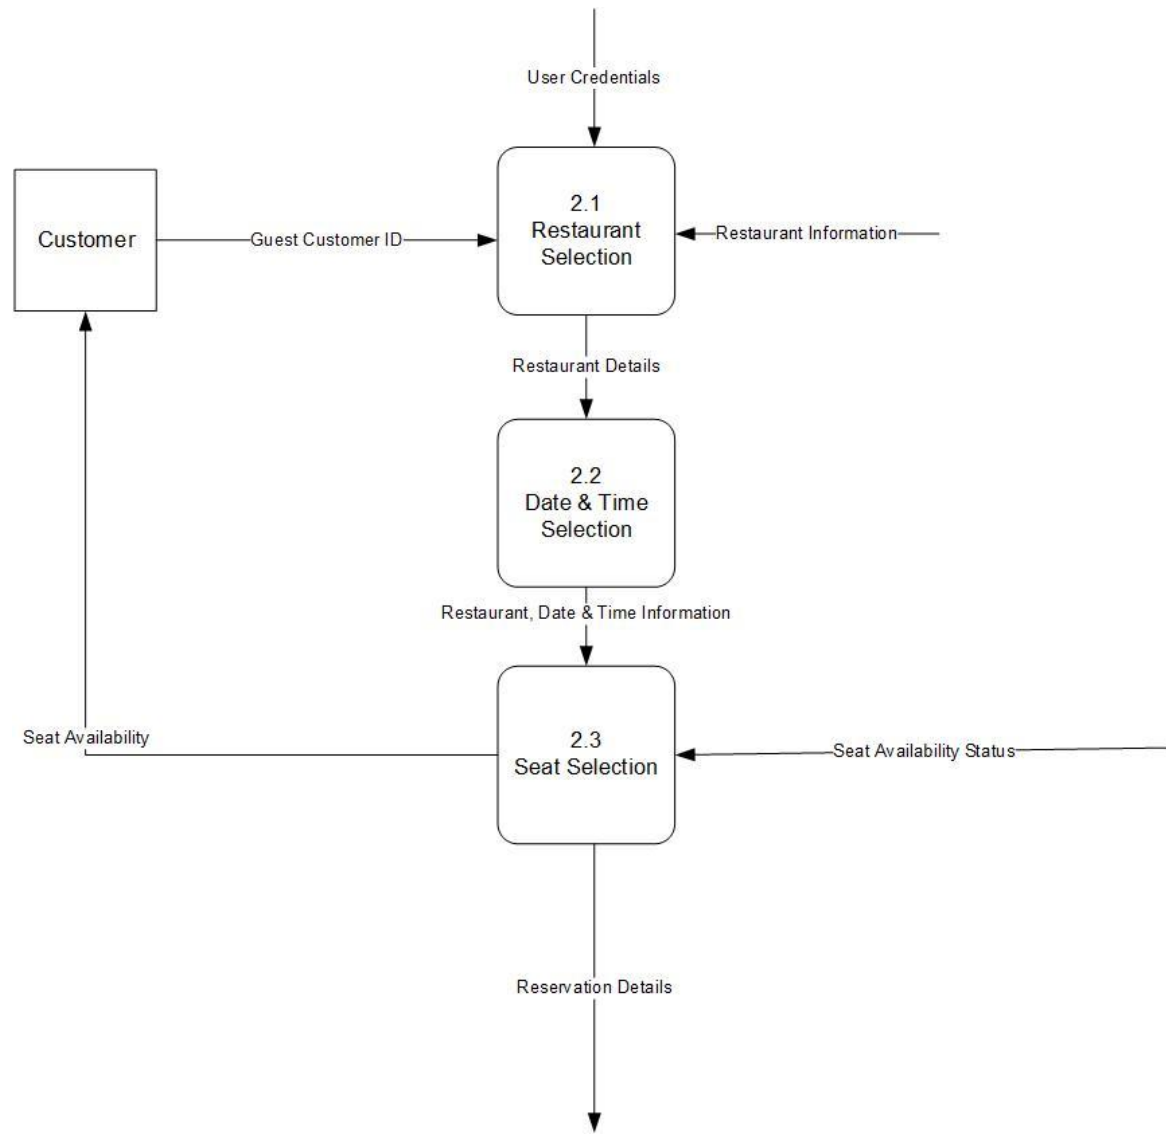 User Credentials
2.1
Restaurant
Selection
Customer
Guest Customer ID
Restaurant Information
Restaurant Details
2.2
Date & Time
Selection
Restaurant, Date & Time Information
2.3
Seat Selection
Seat Availability
Seat Availability Status
Reservation Details